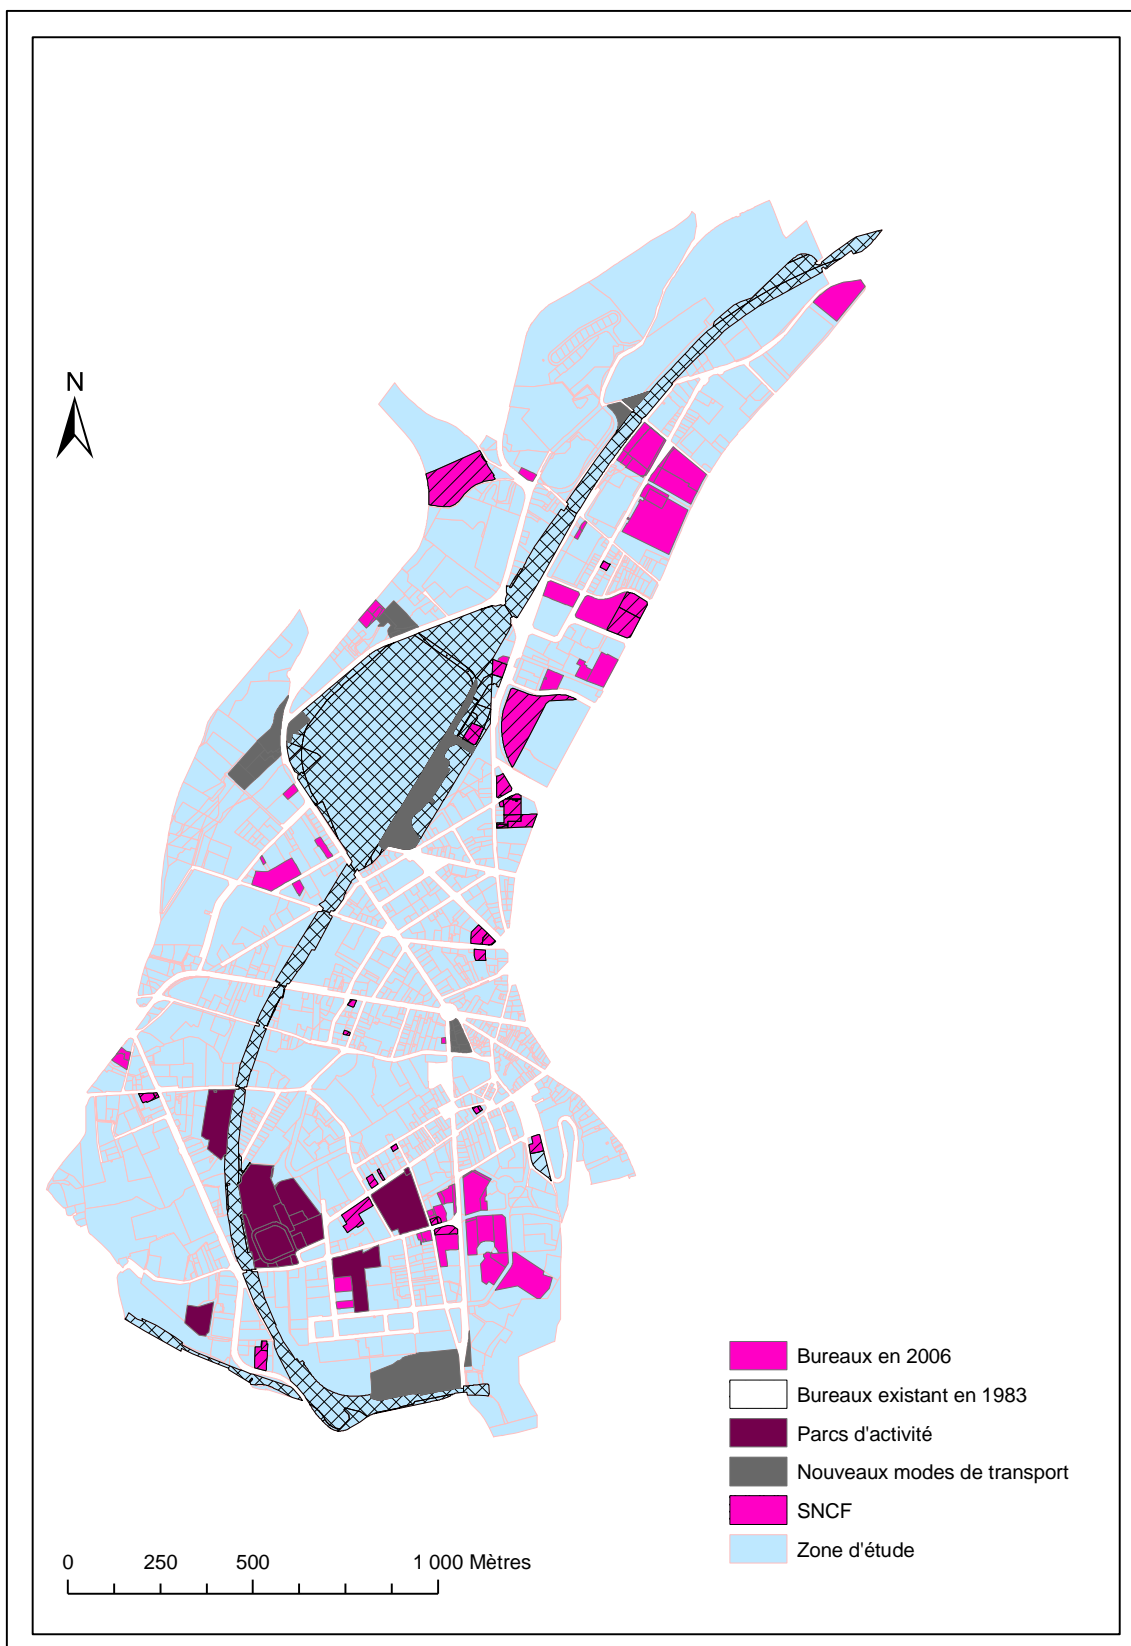 N
Bureaux en 2006
Bureaux existant en 1983
Parcs d'activité
Nouveaux modes de transport
SNCF
Zone d'étude
0 250 500 1 000 Mètres